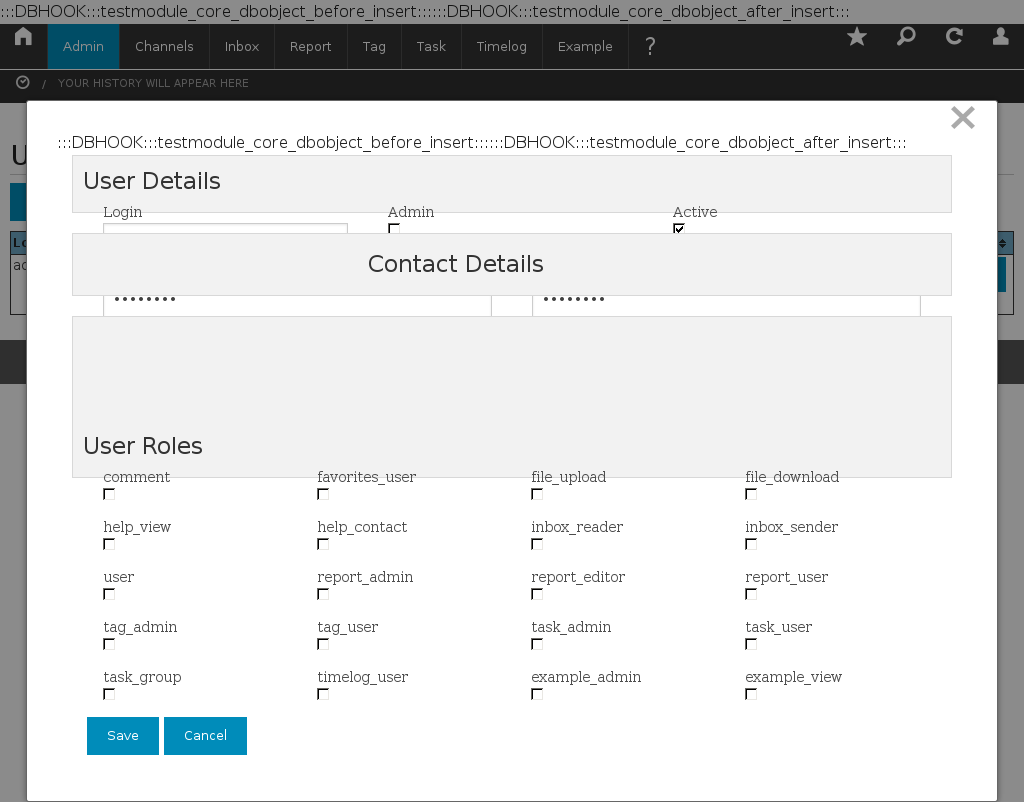 :::DBHOOK:::testmodule_core_dbobject_before_insert::::::DBHOOK:::testmodule_core_dbobject_after_insert:::
Admin Channels Inbox Report Tag Task Timelog Example ?
/ YOUR HISTORY WILL APPEAR HERE
:::DBHOOK:::testmodule_core_dbobject_before_insert::::::DBHOOK:::testmodule_core_dbobject_after_insert:::
User Details
Login Admin Active
Contact Details
User Roles
comment favorites_user file_upload file_download
help_view help_contact inbox_reader inbox_sender
user report_admin report_editor report_user
tag_admin tag_user task_admin task_user
task_group timelog_user example_admin example_view
Save Cancel